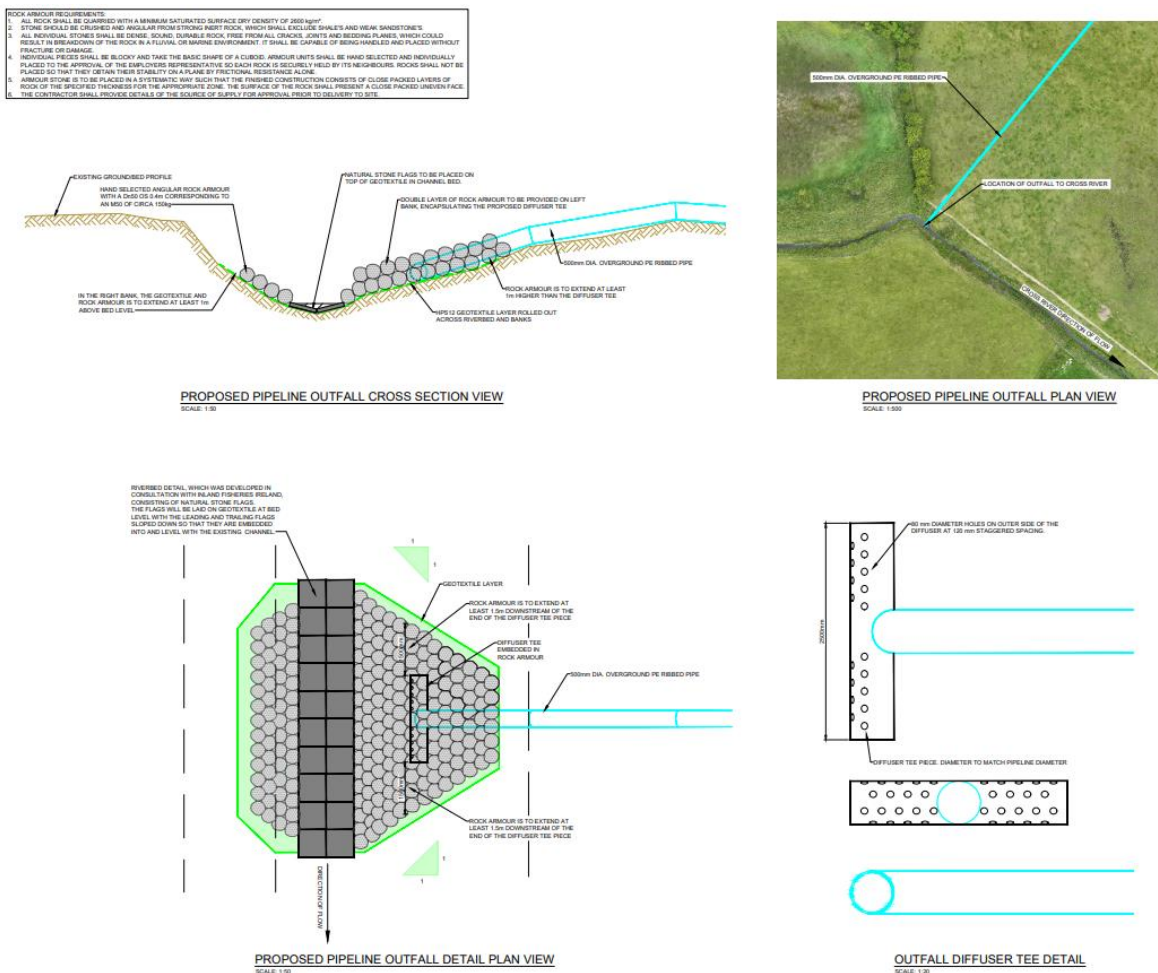 ROCK ARMOUR REQUIREMENTS:
1. ALL ROCK SHALL BE QUARRIED WITH A MINIMUM SATURATED SURFACE DRY DENSITY OF 2600 kg/m³.
2. STONE SHOULD BE CRUSHED AND ANGULAR FROM STRONG INERT ROCK, WHICH SHALL EXCLUDE SHALE'S AND WEAK SANDSTONE'S.
3. ALL INDIVIDUAL STONES SHALL BE DENSE, SOUND, DURABLE ROCK, FREE FROM ALL CRACKS, JOINTS AND BEDDING PLANES, WHICH COULD
RESULT IN BREAKDOWN OF THE ROCK IN A FLUVIAL OR MARINE ENVIRONMENT. IT SHALL BE CAPABLE OF BEING HANDLED AND PLACED WITHOUT
FRACTURE OR DAMAGE.
4. INDIVIDUAL PIECES SHALL BE BLOCKY AND TAKE THE BASIC SHAPE OF A CUBOID. ARMOUR UNITS SHALL BE HAND SELECTED AND INDIVIDUALLY
PLACED TO THE APPROVAL OF THE EMPLOYERS REPRESENTATIVE SO EACH ROCK IS SECURELY HELD BY ITS NEIGHBOURS. ROCKS SHALL NOT BE
PLACED SO THAT THEY OBTAIN THEIR STABILITY ON A PLANE BY FRICTIONAL RESISTANCE ALONE.
5. ARMOUR STONE IS TO BE PLACED IN A SYSTEMATIC WAY SUCH THAT THE FINISHED CONSTRUCTION CONSISTS OF CLOSE PACKED LAYERS OF
ROCK OF THE SPECIFIED THICKNESS FOR THE APPROPRIATE ZONE. THE SURFACE OF THE ROCK SHALL PRESENT A CLOSE PACKED UNEVEN FACE.
6. THE CONTRACTOR SHALL PROVIDE DETAILS OF THE SOURCE OF SUPPLY FOR APPROVAL PRIOR TO DELIVERY TO SITE.
EXISTING GROUND/BED PROFILE
HAND SELECTED ANGULAR ROCK ARMOUR
WITH A Dn50 OS 0.4m CORRESPONDING TO
AN M50 OF CIRCA 150kg
NATURAL STONE FLAGS TO BE PLACED ON
TOP OF GEOTEXTILE IN CHANNEL BED.
DOUBLE LAYER OF ROCK ARMOUR TO BE PROVIDED ON LEFT
BANK, ENCAPSULATING THE PROPOSED DIFFUSER TEE
500mm DIA. OVERGROUND PE RIBBED PIPE
ROCK ARMOUR IS TO EXTEND AT LEAST
1m HIGHER THAN THE DIFFUSER TEE
IN THE RIGHT BANK, THE GEOTEXTILE AND
ROCK ARMOUR IS TO EXTEND AT LEAST 1m
ABOVE BED LEVEL
HPS12 GEOTEXTILE LAYER ROLLED OUT
ACROSS RIVERBED AND BANKS
PROPOSED PIPELINE OUTFALL CROSS SECTION VIEW
SCALE: 1:50
500mm DIA. OVERGROUND PE RIBBED PIPE
LOCATION OF OUTFALL TO CROSS RIVER
CROSS RIVER DIRECTION OF FLOW
PROPOSED PIPELINE OUTFALL PLAN VIEW
SCALE: 1:500
RIVERBED DETAIL, WHICH WAS DEVELOPED IN
CONSULTATION WITH INLAND FISHERIES IRELAND,
CONSISTING OF NATURAL STONE FLAGS.
THE FLAGS WILL BE LAID ON GEOTEXTILE AT BED
LEVEL WITH THE LEADING AND TRAILING FLAGS
SLOPED DOWN SO THAT THEY ARE EMBEDDED
INTO AND LEVEL WITH THE EXISTING CHANNEL.
1
1
GEOTEXTILE LAYER
ROCK ARMOUR IS TO EXTEND AT
LEAST 1.5m DOWNSTREAM OF THE
END OF THE DIFFUSER TEE PIECE
DIFFUSER TEE
EMBEDDED IN
ROCK ARMOUR
500mm DIA. OVERGROUND PE RIBBED PIPE
ROCK ARMOUR IS TO EXTEND AT
LEAST 1.5m DOWNSTREAM OF THE
END OF THE DIFFUSER TEE PIECE
1
1
DIRECTION OF FLOW
PROPOSED PIPELINE OUTFALL DETAIL PLAN VIEW
SCALE: 1:50
2500mm
80 mm DIAMETER HOLES ON OUTER SIDE OF THE
DIFFUSER AT 120 mm STAGGERED SPACING.
DIFFUSER TEE PIECE. DIAMETER TO MATCH PIPELINE DIAMETER
OUTFALL DIFFUSER TEE DETAIL
SCALE: 1:20